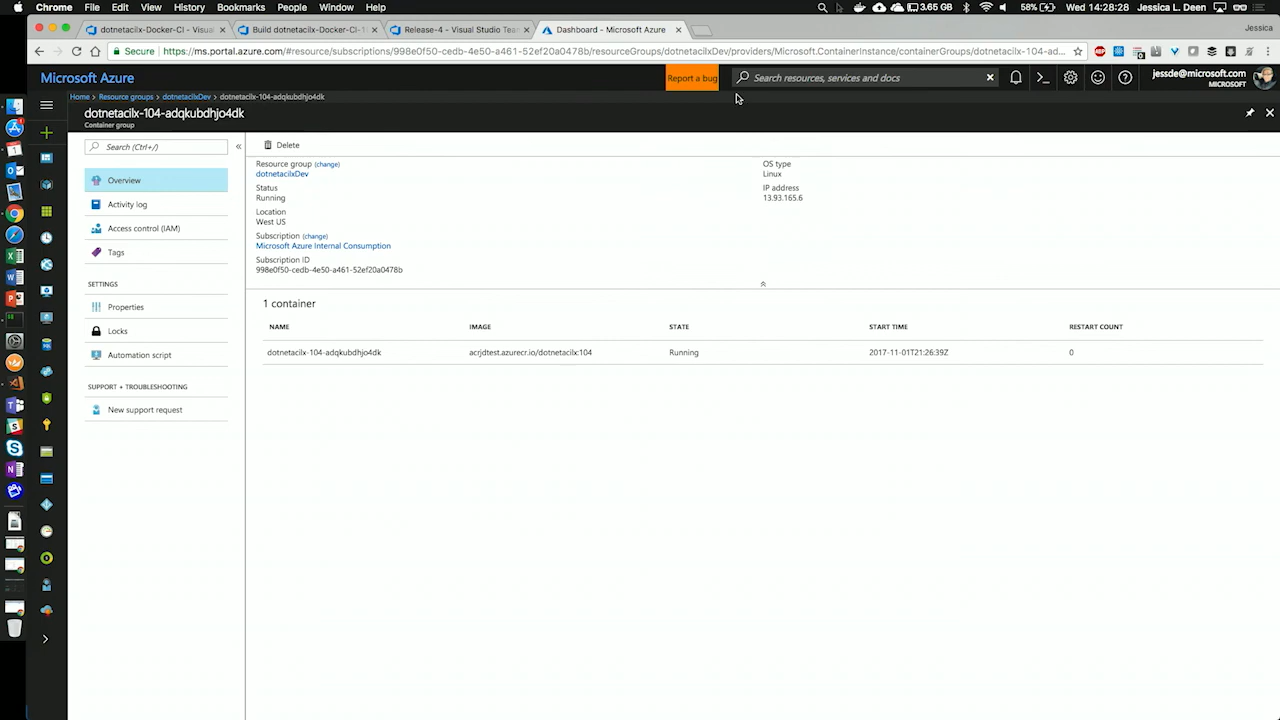 Chrome File Edit View History Bookmarks People Window Help
1.365 GB Wed 14:28:28 Jessica L. Deen
dotnetacilx-Docker-CI - Visual
Build dotnetacilx-Docker-CI-1
Release-4 - Visual Studio Team
Dashboard - Microsoft Azure
Jessica
Secure https://ms.portal.azure.com/#resource/subscriptions/998e0f50-cedb-4e50-a461-52ef20a0478b/resourceGroups/dotnetacilxDev/providers/Microsoft.ContainerInstance/containerGroups/dotnetacilx-104-ad...
Microsoft Azure
Report a bug
Search resources, services and docs
jessde@microsoft.com
MICROSOFT
Home > Resource groups > dotnetacilxDev > dotnetacilx-104-adqkubdhjo4dk
dotnetacilx-104-adqkubdhjo4dk
Container group
Search (Ctrl+/)
Overview
Activity log
Access control (IAM)
Tags
SETTINGS
Properties
Locks
Automation script
SUPPORT + TROUBLESHOOTING
New support request
Delete
Resource group (change)
dotnetacilxDev
Status
Running
Location
West US
Subscription (change)
Microsoft Azure Internal Consumption
Subscription ID
998e0f50-cedb-4e50-a461-52ef20a0478b
OS type
Linux
IP address
13.93.165.6
1 container
NAME IMAGE STATE START TIME RESTART COUNT
dotnetacilx-104-adqkubdhjo4dk acrjdtest.azurecr.io/dotnetacilx:104 Running 2017-11-01T21:26:39Z 0